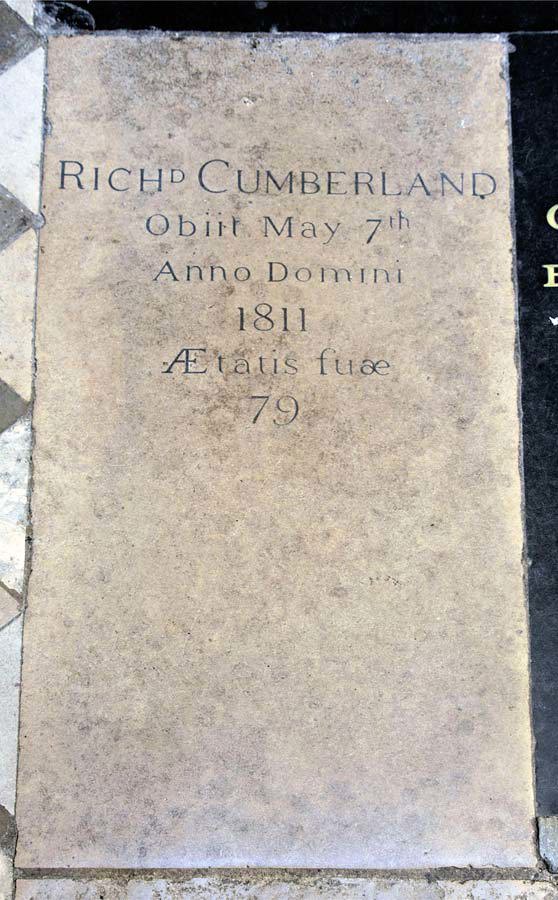 RICHᴰ CUMBERLAND
Obiit May 7th
Anno Domini
1811
Ætatis ſuæ
79